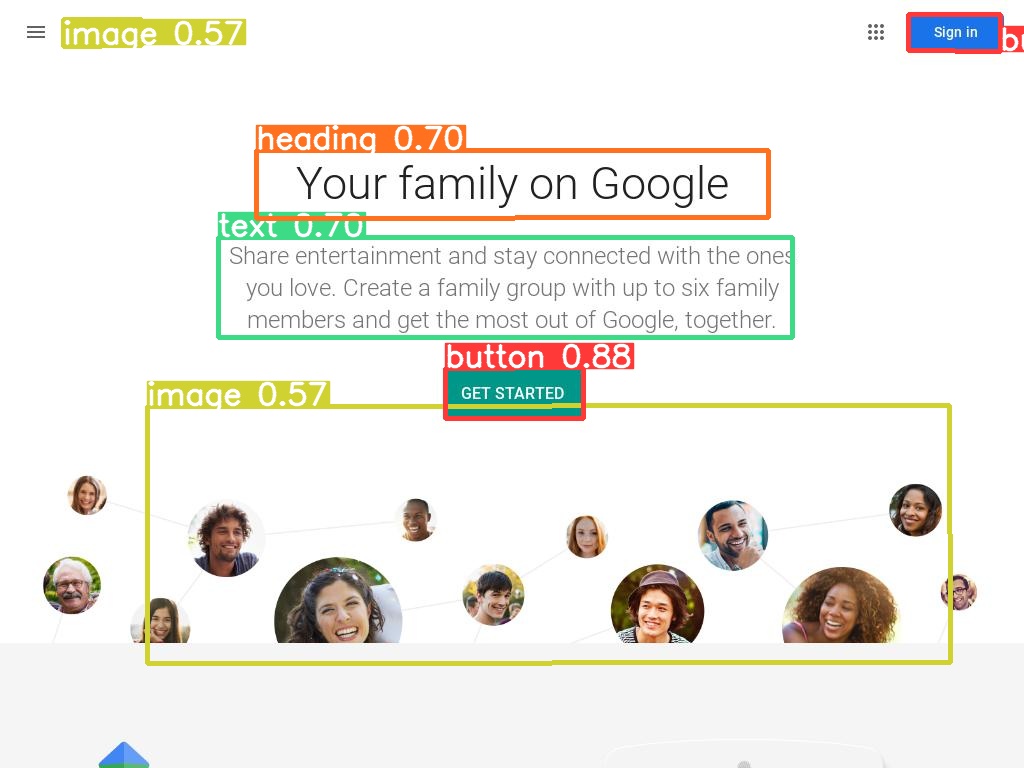 image 0.57
Sign in
bu
heading 0.70
Your family on Google
text 0.70
Share entertainment and stay connected with the ones
you love. Create a family group with up to six family
members and get the most out of Google, together.
button 0.88
image 0.57
GET STARTED